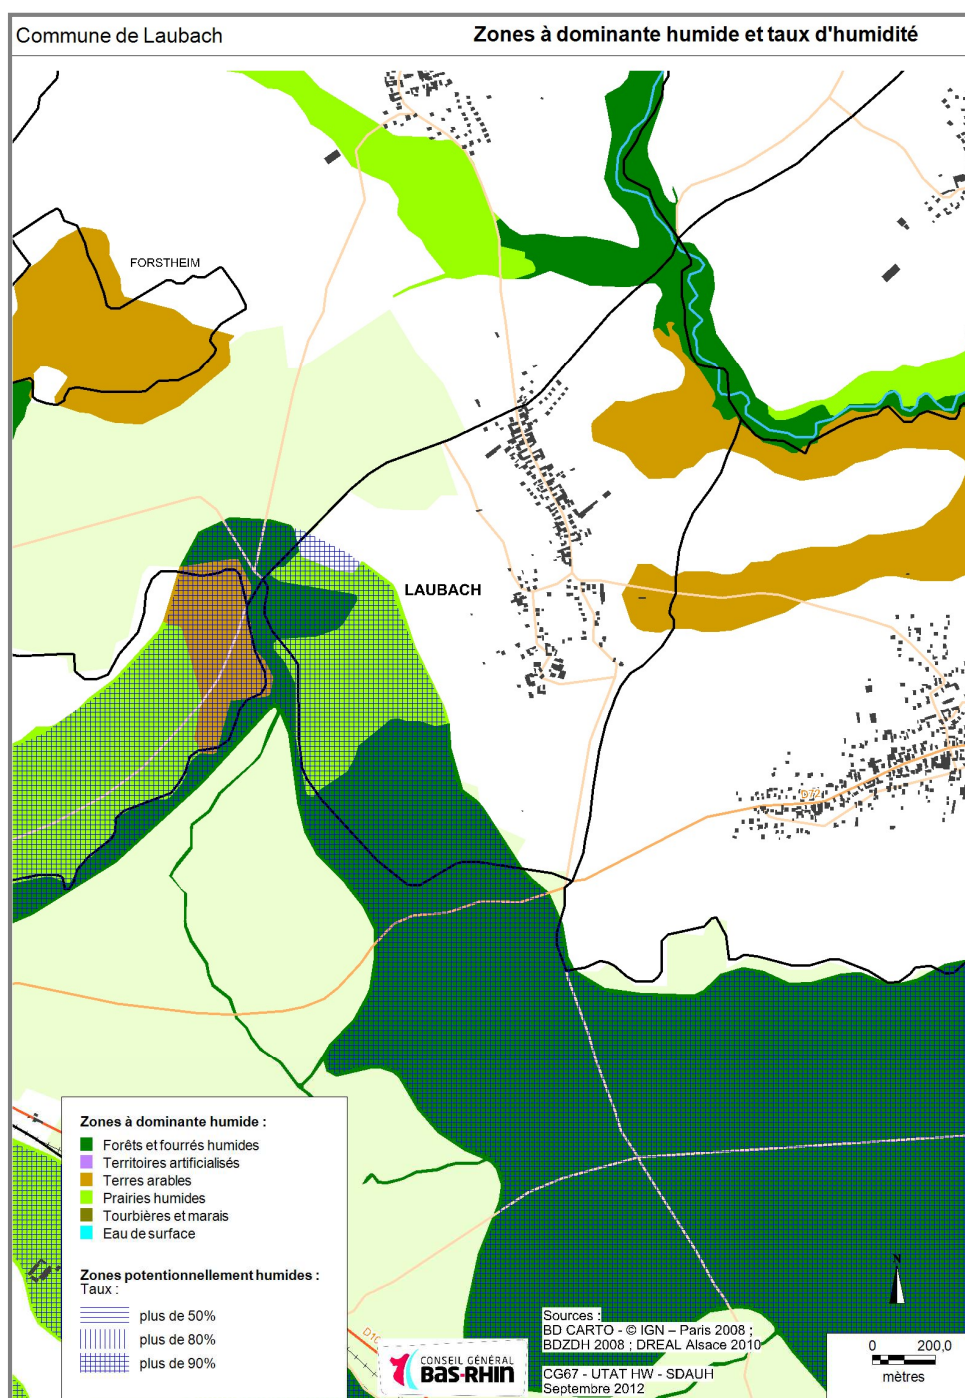 Commune de Laubach
Zones à dominante humide et taux d'humidité
FORSTHEIM
LAUBACH
D72
Zones à dominante humide :
Forêts et fourrés humides
Territoires artificialisés
Terres arables
Prairies humides
Tourbières et marais
Eau de surface
Zones potentionnellement humides :
Taux :
plus de 50%
plus de 80%
plus de 90%
CONSEIL GÉNÉRAL
BaS-RHIN
Sources :
BD CARTO - © IGN – Paris 2008 ;
BDZDH 2008 ; DREAL Alsace 2010
CG67 - UTAT HW - SDAUH
Septembre 2012
N
0 200,0
mètres